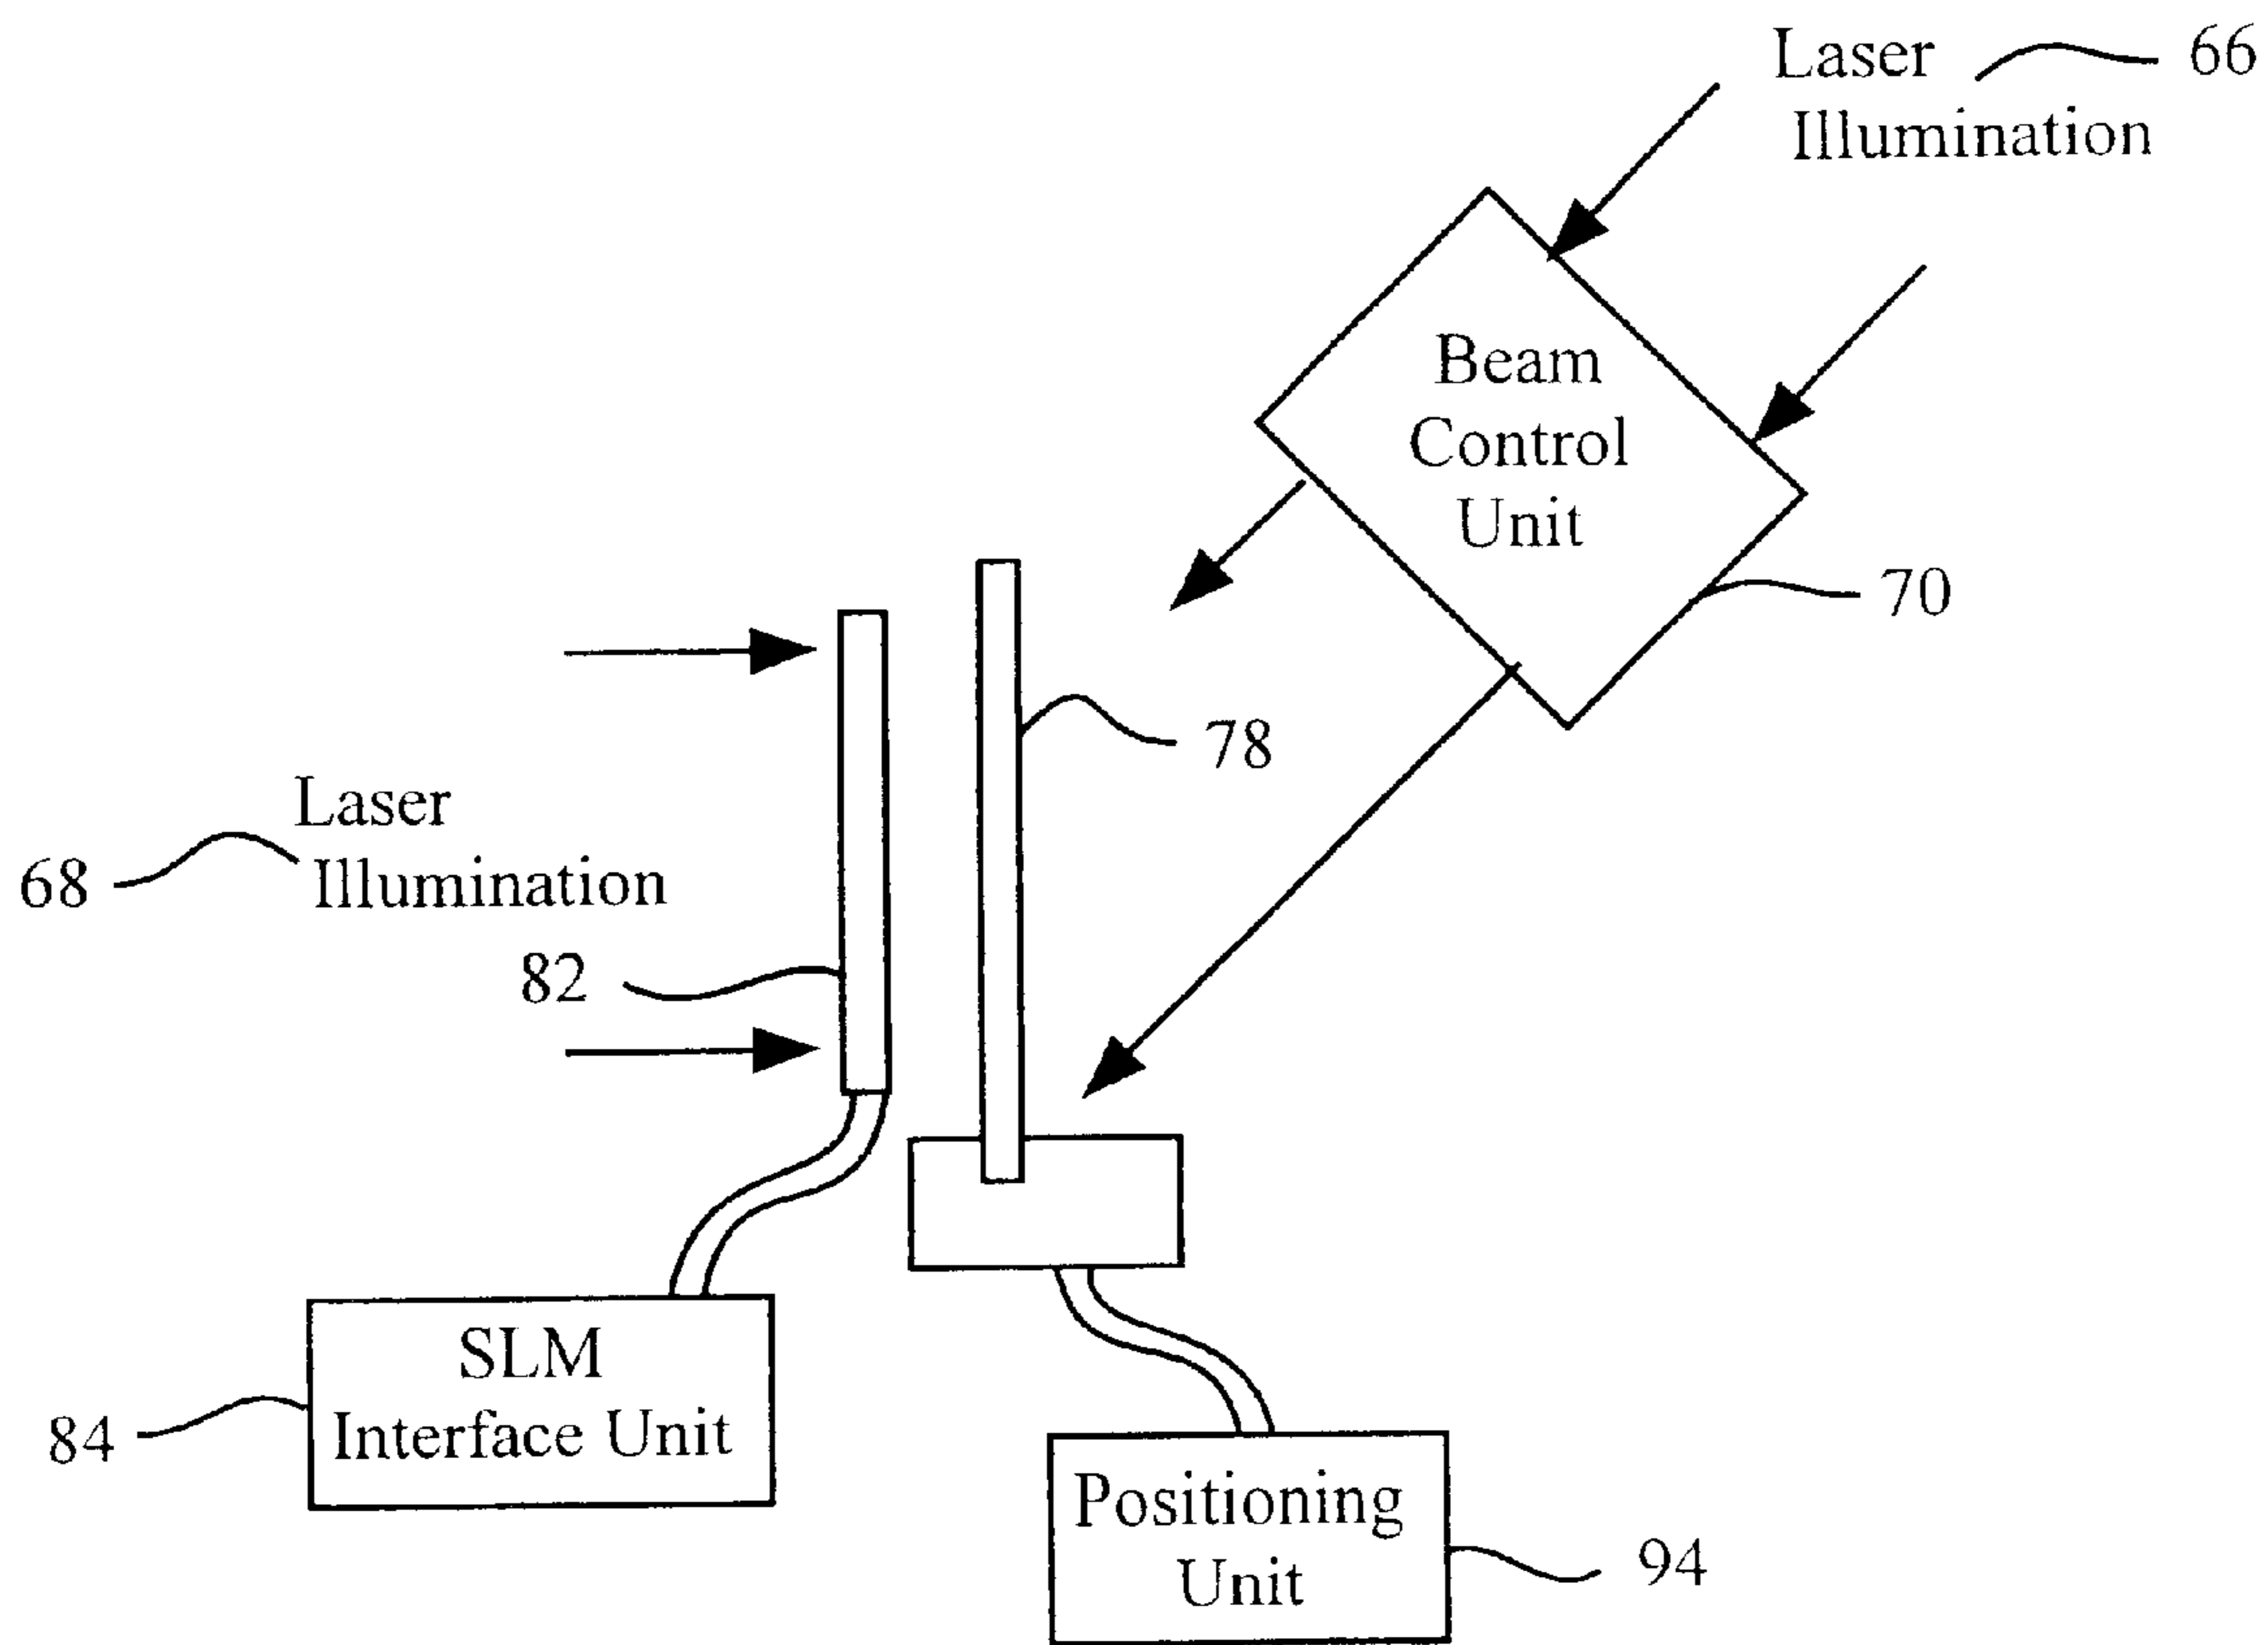 Laser
Illumination
66
Beam
Control
Unit
70
78
Laser
Illumination
68
82
SLM
Interface Unit
84
Positioning
Unit
94